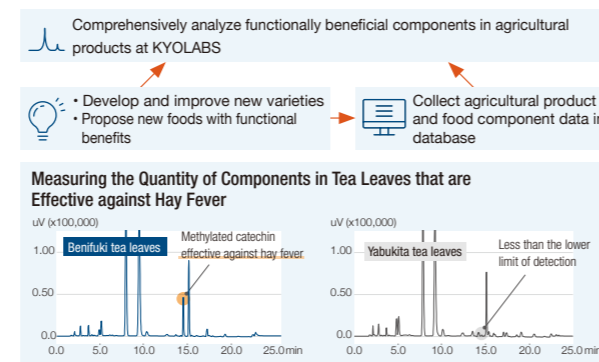 Comprehensively analyze functionally beneficial components in agricultural
products at KYOLABS
• Develop and improve new varieties
• Propose new foods with functional
benefits
Collect agricultural product
and food component data in
database
Measuring the Quantity of Components in Tea Leaves that are
Effective against Hay Fever
uV (x100,000)
1.00
0.50
0.0
0.0 5.0 10.0 15.0 20.0 25.0 min
Benifuki tea leaves
Methylated catechin
effective against hay fever
uV (x100,000)
1.00
0.50
0.0
0.0 5.0 10.0 15.0 20.0 25.0 min
Yabukita tea leaves
Less than the lower
limit of detection